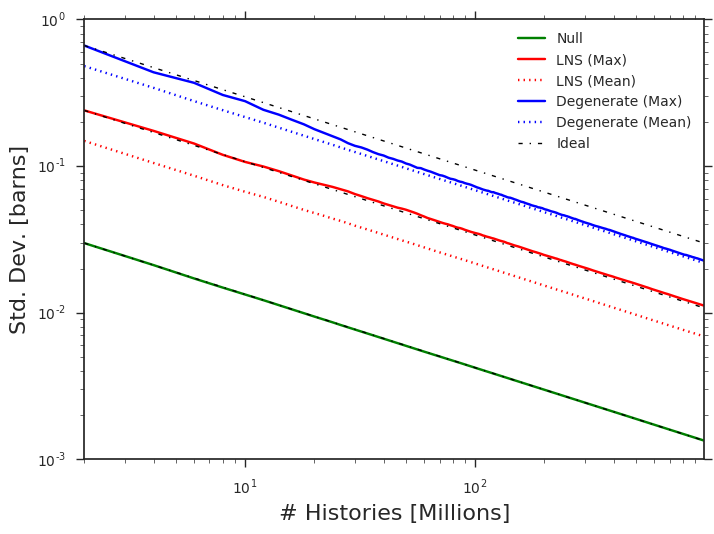 10^0
10^-1
10^-2
10^-3
Std. Dev. [barns]
Null
LNS (Max)
LNS (Mean)
Degenerate (Max)
Degenerate (Mean)
Ideal
10^1
10^2
# Histories [Millions]